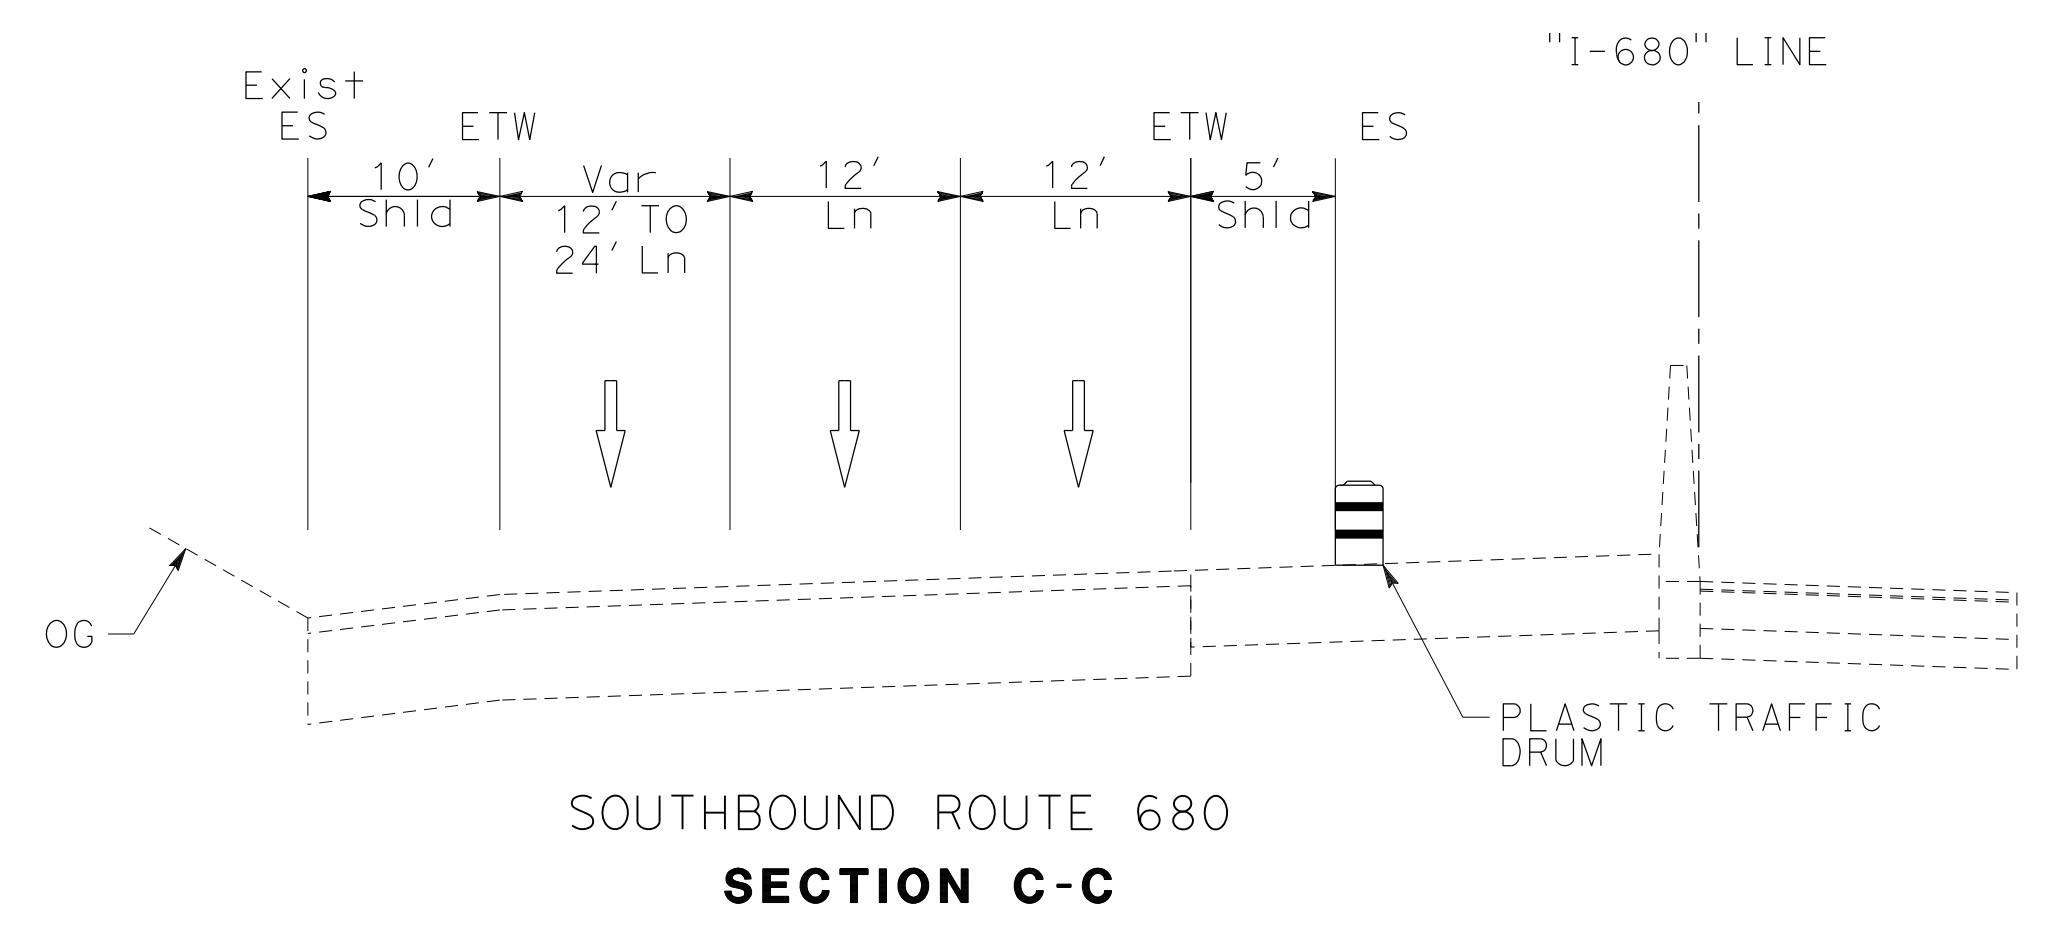 "I-680" LINE
Exist
ES
ETW
ETW
ES
10'
Shld
Var
12' TO
24' Ln
12'
Ln
12'
Ln
5'
Shld
OG
PLASTIC TRAFFIC
DRUM
SOUTHBOUND ROUTE 680
SECTION C-C